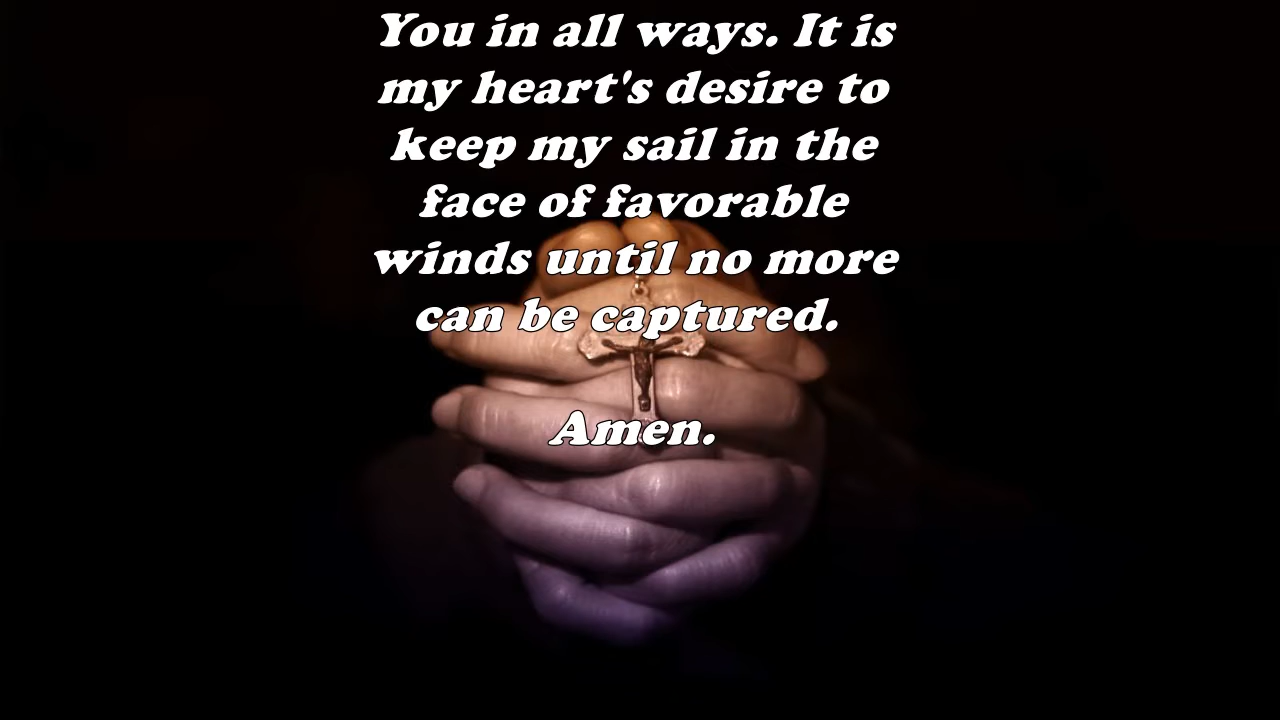 You in all ways. It is
my heart's desire to
keep my sail in the
face of favorable
winds until no more
can be captured.
Amen.